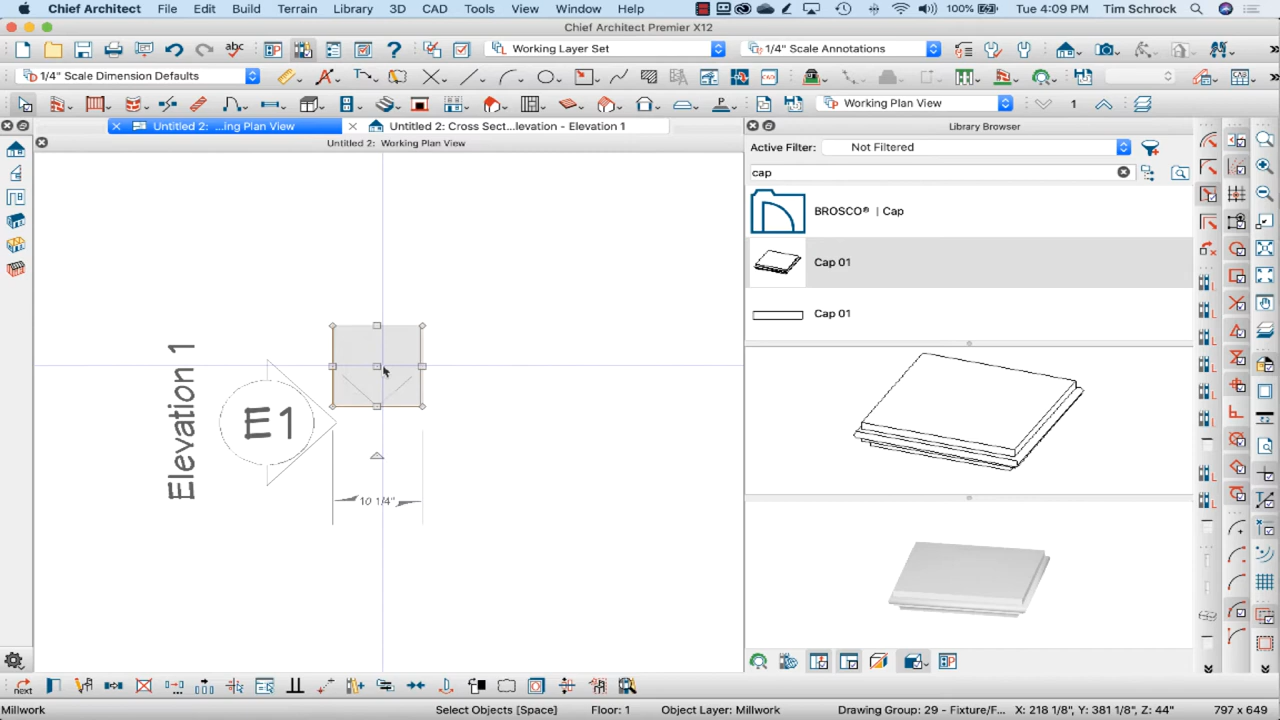 Chief Architect File Edit Build Terrain Library 3D CAD Tools View Window Help 100% Tue 4:09 PM Tim Schrock
Chief Architect Premier X12
Working Layer Set 1/4" Scale Annotations
1/4" Scale Dimension Defaults
Working Plan View 1
Untitled 2: ...ing Plan View Untitled 2: Cross Sect...levation - Elevation 1 Library Browser
Untitled 2: Working Plan View
Active Filter: Not Filtered
cap
BROSCO® | Cap
Cap 01
Cap 01
Elevation 1
E1
10 1/4"
next
Millwork Select Objects [Space] Floor: 1 Object Layer: Millwork Drawing Group: 29 - Fixture/F... X: 218 1/8", Y: 381 1/8", Z: 44" 797 x 649